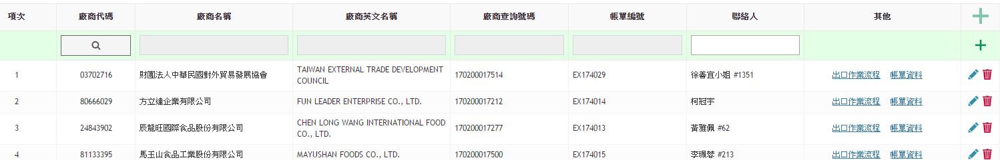 項次 廠商代碼 廠商名稱 廠商英文名稱 廠商查詢號碼 帳單編號 聯絡人 其他
1 03702716 財團法人中華民國對外貿易發展協會 TAIWAN EXTERNAL TRADE DEVELOPMENT COUNCIL 170200017514 EX174029 徐善宜小姐 #1351 出口作業流程 帳單資料
2 80666029 方立達企業有限公司 FUN LEADER ENTERPRISE CO., LTD. 170200017212 EX174014 柯冠宇 出口作業流程 帳單資料
3 24843902 辰龍旺國際食品股份有限公司 CHEN LONG WANG INTERNATIONAL FOOD CO., LTD. 170200017277 EX174013 黃雅佩 #62 出口作業流程 帳單資料
4 81133395 馬玉山食品工業股份有限公司 MAYUSHAN FOODS CO., LTD. 170200017500 EX174015 李珮蓉 #213 出口作業流程 帳單資料